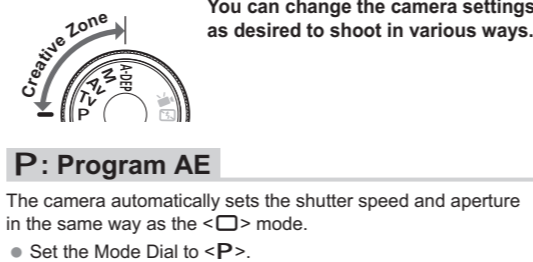 You can change the camera settings
as desired to shoot in various ways.
Creative Zone
P
Tv
Av
M
A-DEP
P: Program AE
The camera automatically sets the shutter speed and aperture
in the same way as the <□> mode.
● Set the Mode Dial to <P>.